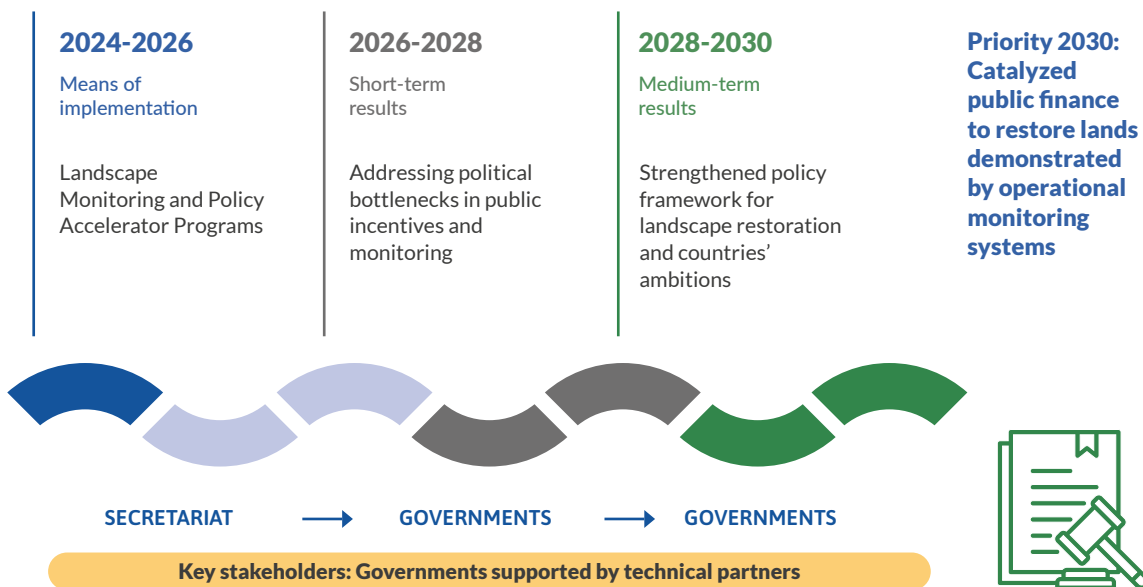 2024-2026
Means of
implementation
Landscape
Monitoring and Policy
Accelerator Programs
2026-2028
Short-term
results
Addressing political
bottlenecks in public
incentives and
monitoring
2028-2030
Medium-term
results
Strengthened policy
framework for
landscape restoration
and countries’
ambitions
Priority 2030:
Catalyzed
public finance
to restore lands
demonstrated
by operational
monitoring
systems
SECRETARIAT
GOVERNMENTS
GOVERNMENTS
Key stakeholders: Governments supported by technical partners